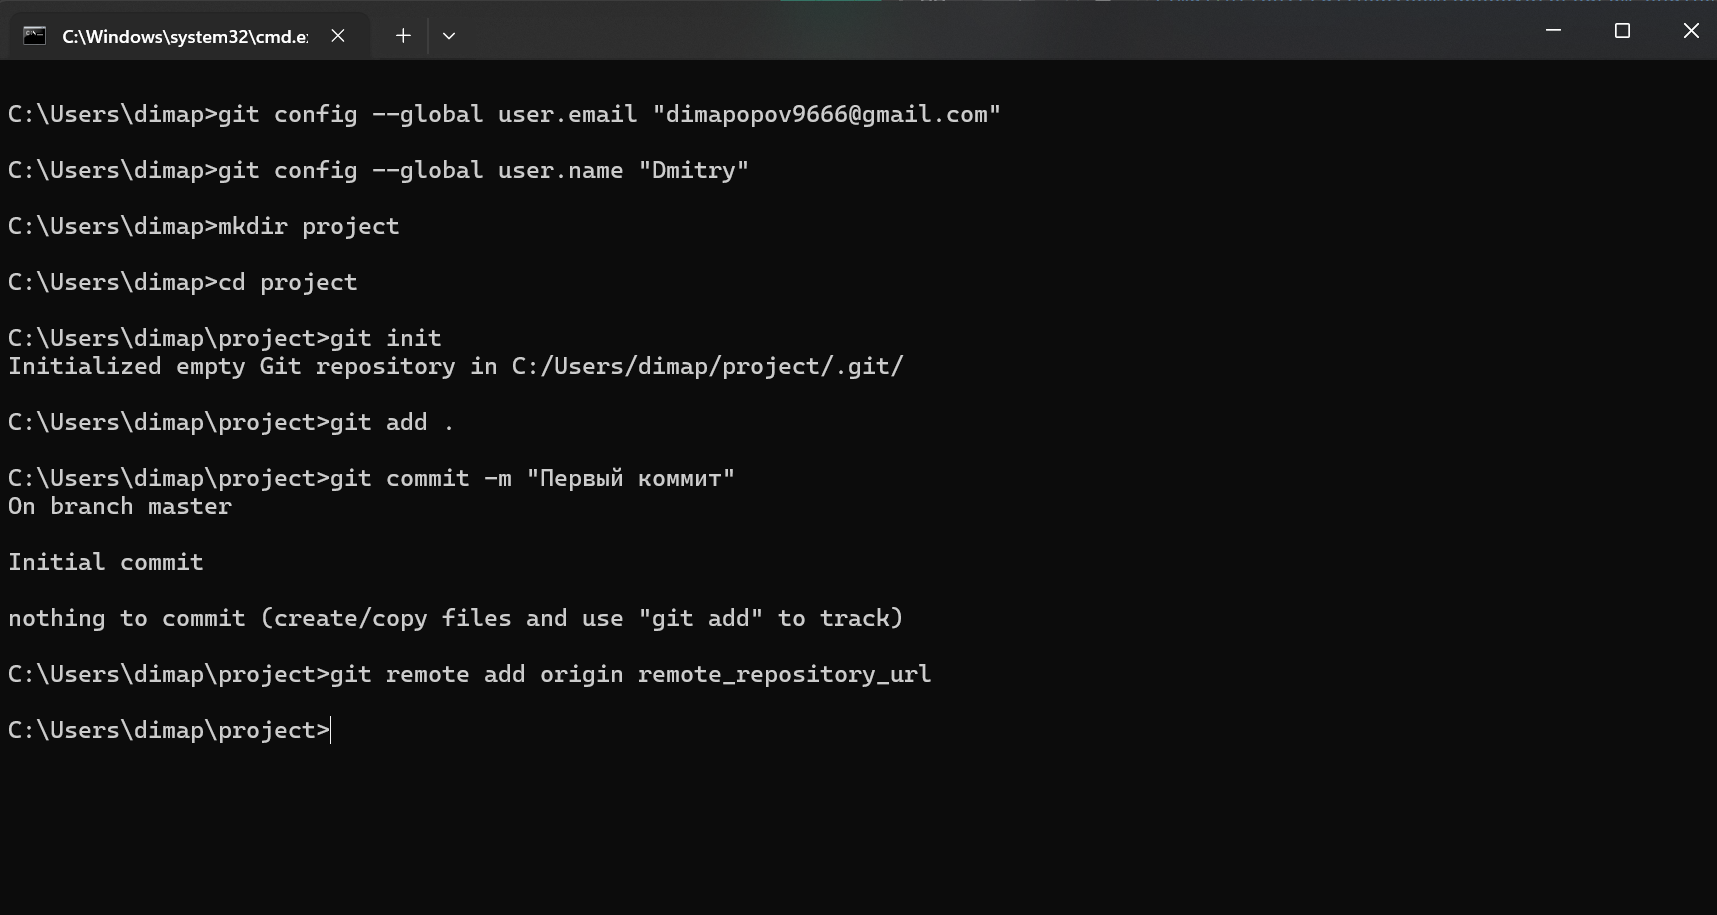 C:\Windows\system32\cmd.e
C:\Users\dimap>git config --global user.email "dimapopov9666@gmail.com"
C:\Users\dimap>git config --global user.name "Dmitry"
C:\Users\dimap>mkdir project
C:\Users\dimap>cd project
C:\Users\dimap\project>git init
Initialized empty Git repository in C:/Users/dimap/project/.git/
C:\Users\dimap\project>git add .
C:\Users\dimap\project>git commit -m "Первый коммит"
On branch master
Initial commit
nothing to commit (create/copy files and use "git add" to track)
C:\Users\dimap\project>git remote add origin remote_repository_url
C:\Users\dimap\project>